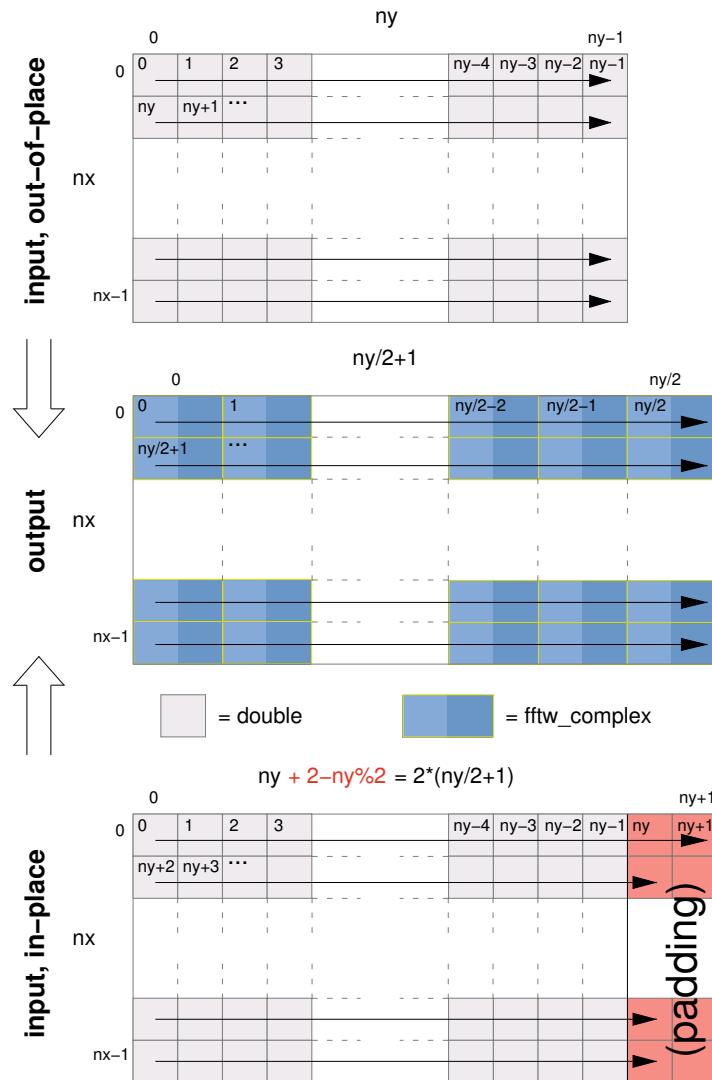 ny
0 ny−1
0 0 1 2 3 ny−4 ny−3 ny−2 ny−1
ny ny+1 ...
input, out−of−place
nx
nx−1
ny/2+1
0 ny/2
0 0 1 ny/2−2 ny/2−1 ny/2
ny/2+1 ...
output
nx
nx−1
= double = fftw_complex
ny + 2−ny%2 = 2*(ny/2+1)
0 ny+1
0 0 1 2 3 ny−4 ny−3 ny−2 ny−1 ny ny+1
ny+2 ny+3 ...
input, in−place
nx
(padding)
nx−1